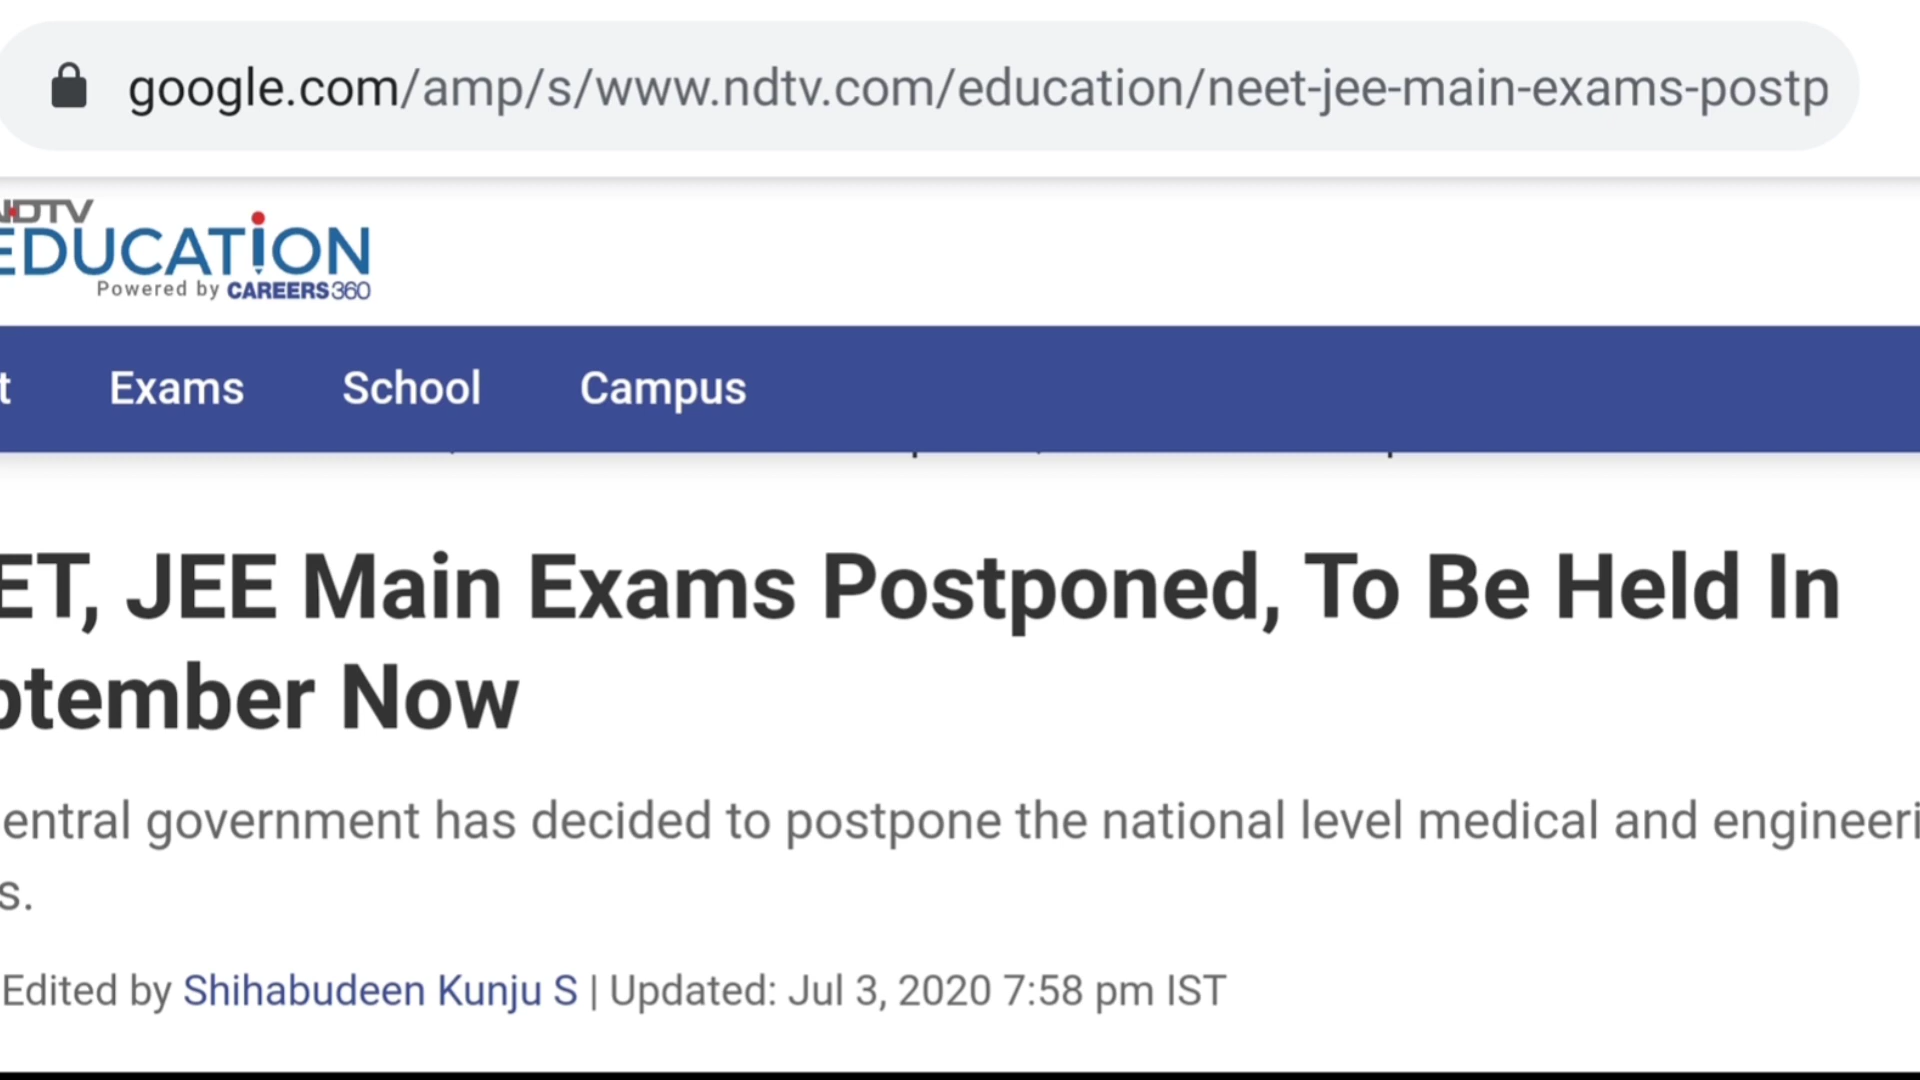 google.com/amp/s/www.ndtv.com/education/neet-jee-main-exams-postp
NDTV
EDUCATION
Powered by CAREERS360
t Exams School Campus
ET, JEE Main Exams Postponed, To Be Held In
ptember Now
entral government has decided to postpone the national level medical and engineeri
s.
Edited by Shihabudeen Kunju S | Updated: Jul 3, 2020 7:58 pm IST